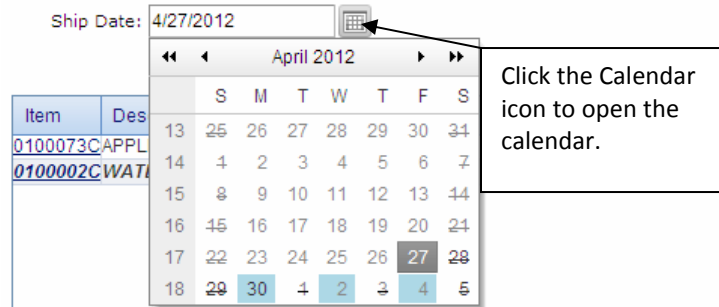 Ship Date: 4/27/2012
April 2012
S M T W T F S
13 25 26 27 28 29 30 31
14 1 2 3 4 5 6 7
15 8 9 10 11 12 13 14
16 15 16 17 18 19 20 21
17 22 23 24 25 26 27 28
18 29 30 1 2 3 4 5
Item Des
0100073C APPL
0100002C WAT
Click the Calendar
icon to open the
calendar.